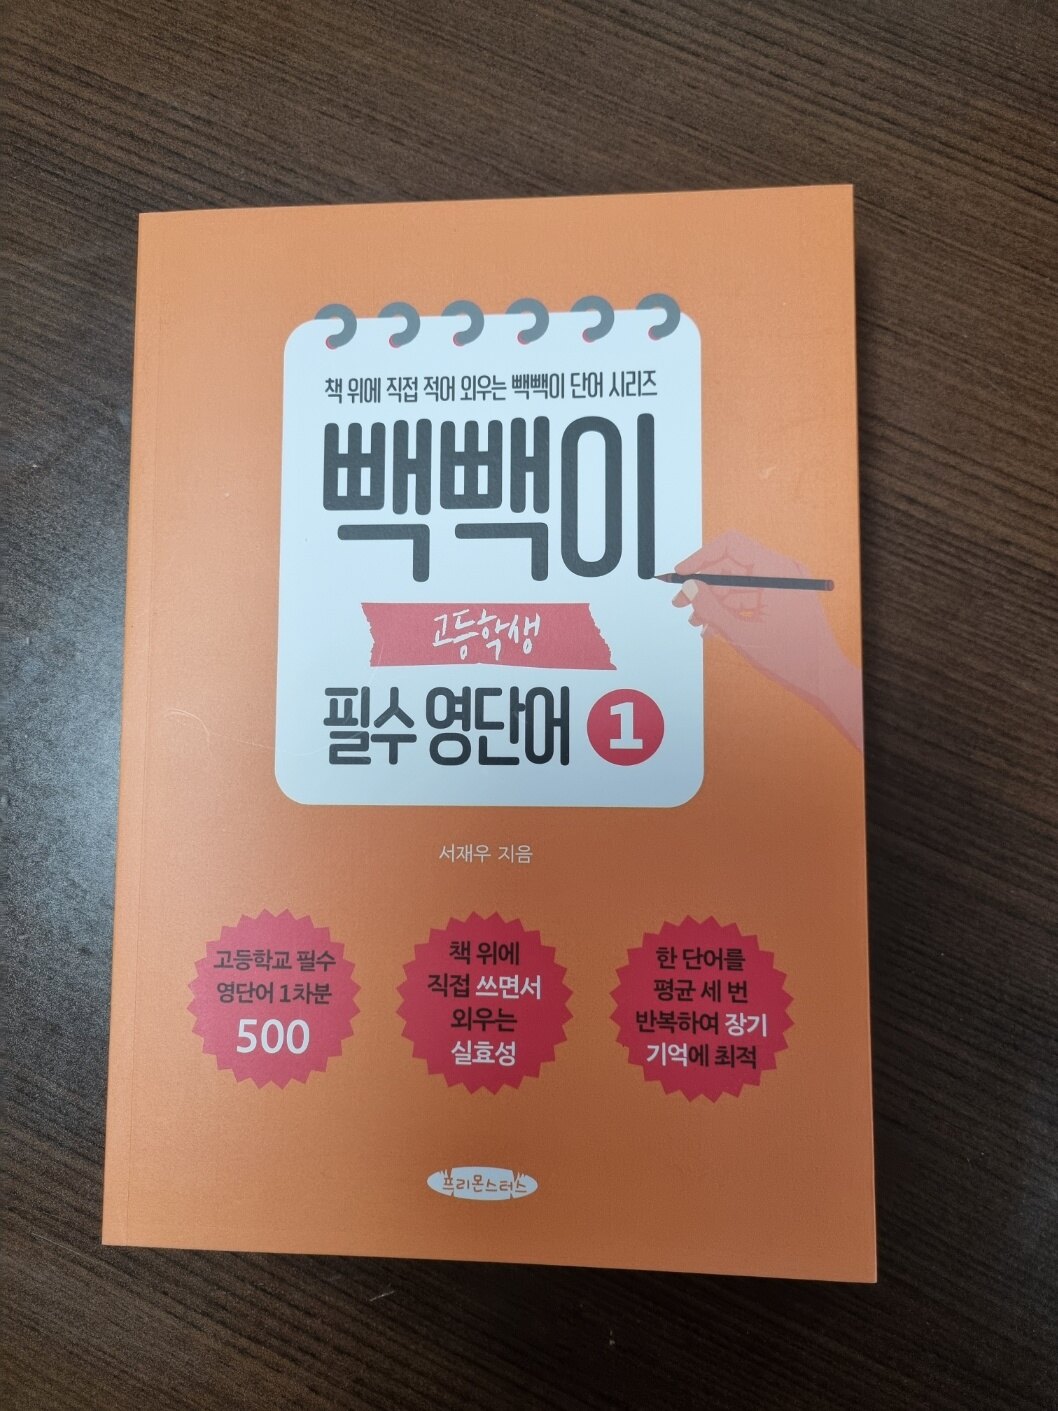 책 위에 직접 적어 외우는 빽빽이 단어 시리즈
빽빽이
고등학생
필수 영단어 1
서재우 지음
고등학교 필수
영단어 1차분
500
책 위에
직접 쓰면서
외우는
실효성
한 단어를
평균 세 번
반복하여 장기
기억에 최적
프리몬스터스